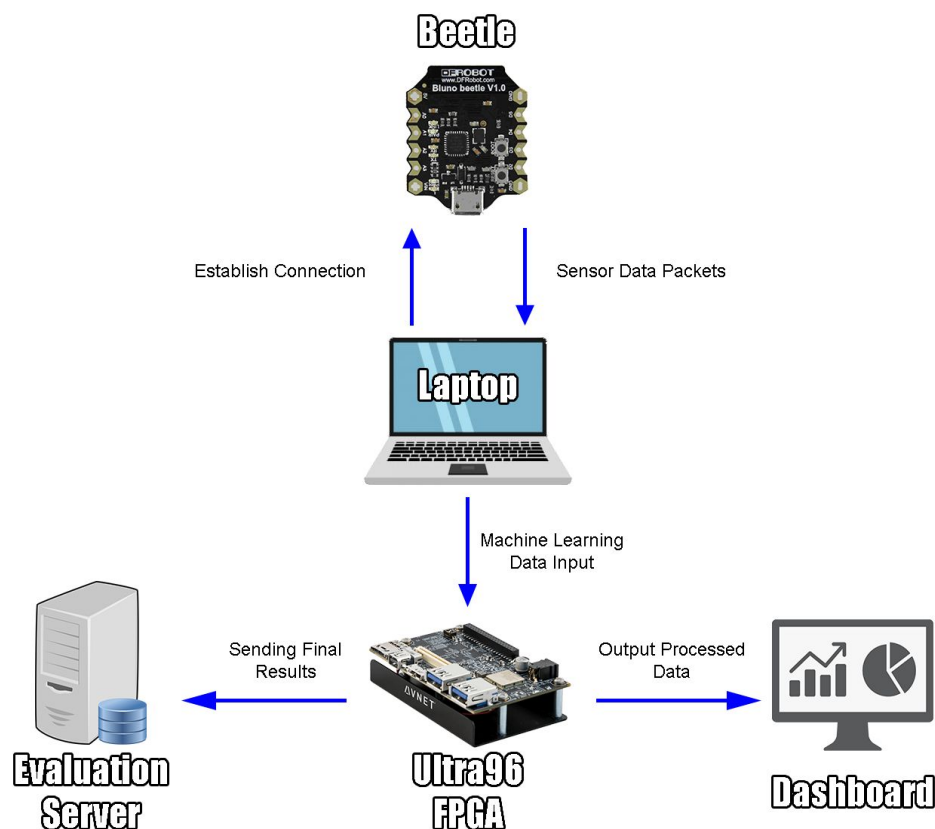 Beetle
DFROBOT
www.DFRobot.com
Bluno beetle V1.0
Establish Connection
Sensor Data Packets
Laptop
Machine Learning
Data Input
Sending Final
Results
Output Processed
Data
AVNET
Evaluation
Server
Ultra96
FPGA
Dashboard